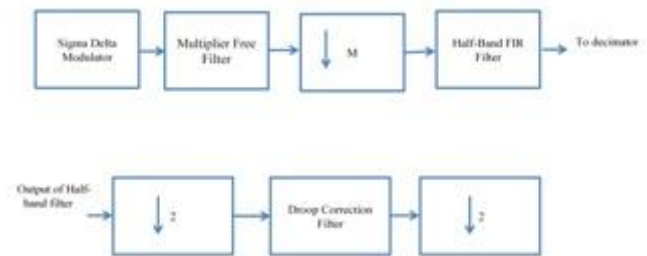 Sigma Delta
Modulator
Multiplier Free
Filter
M
Half-Band FIR
Filter
To decimator
Output of Half-
band filter
2
Droop Correction
Filter
2